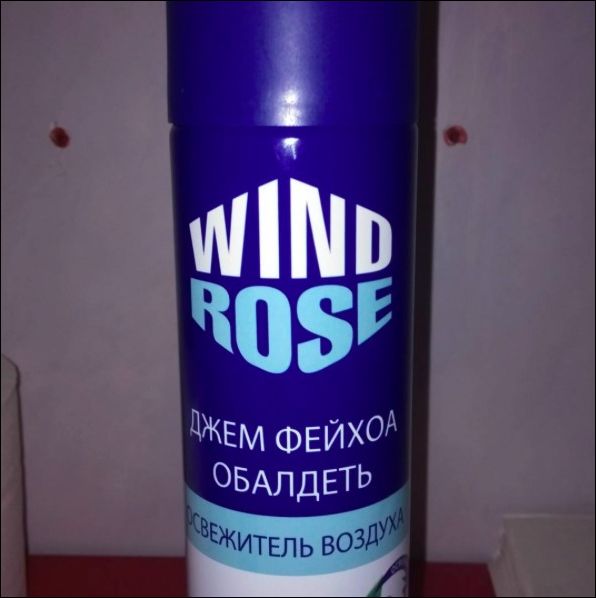 WIND
ROSE
ДЖЕМ ФЕЙХОА
ОБАЛДЕТЬ
ОСВЕЖИТЕЛЬ ВОЗДУХА